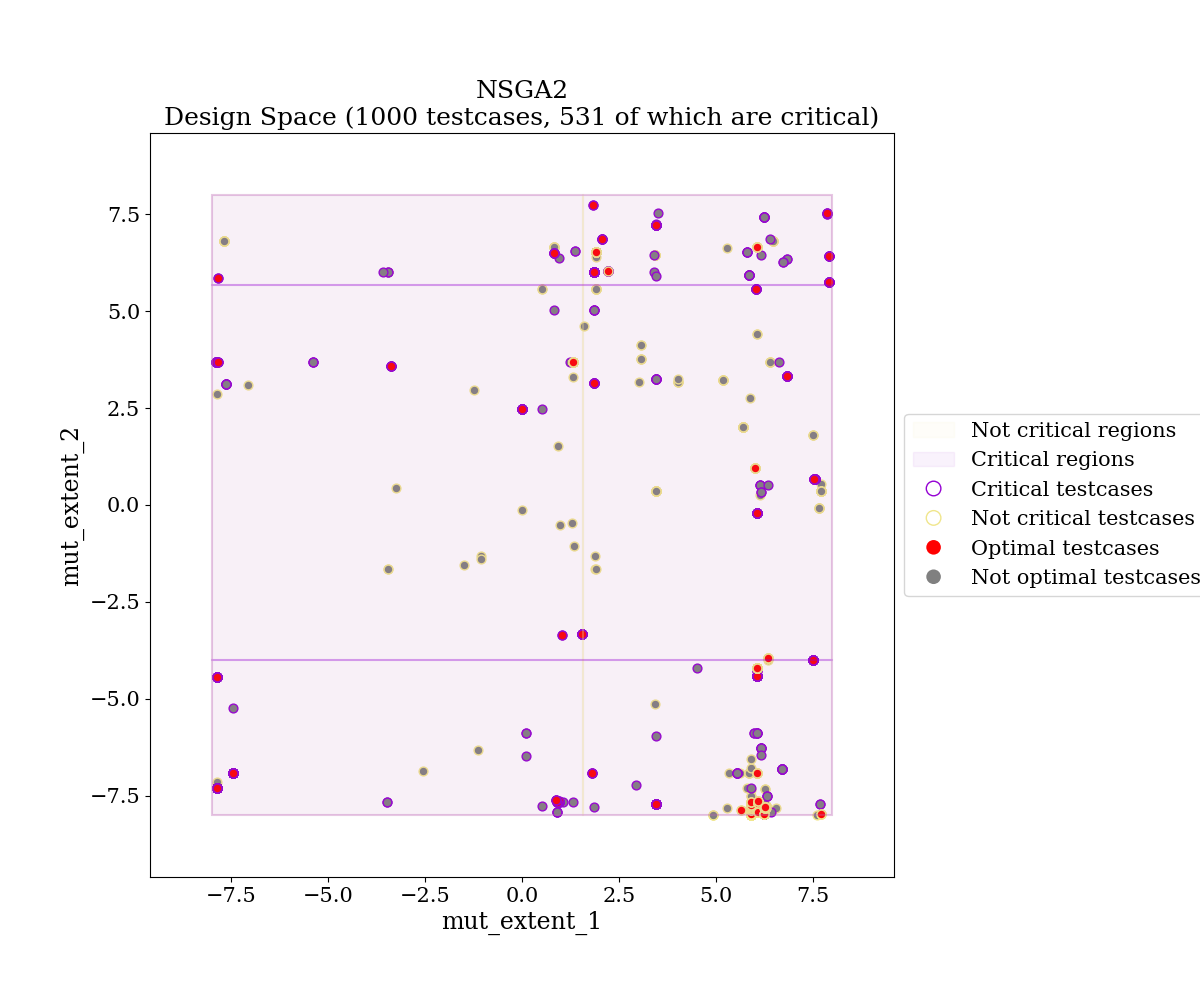 NSGA2
Design Space (1000 testcases, 531 of which are critical)
mut_extent_2
7.5
5.0
2.5
0.0
−2.5
−5.0
−7.5
−7.5
−5.0
−2.5
0.0
2.5
5.0
7.5
mut_extent_1
Not critical regions
Critical regions
Critical testcases
Not critical testcases
Optimal testcases
Not optimal testcases